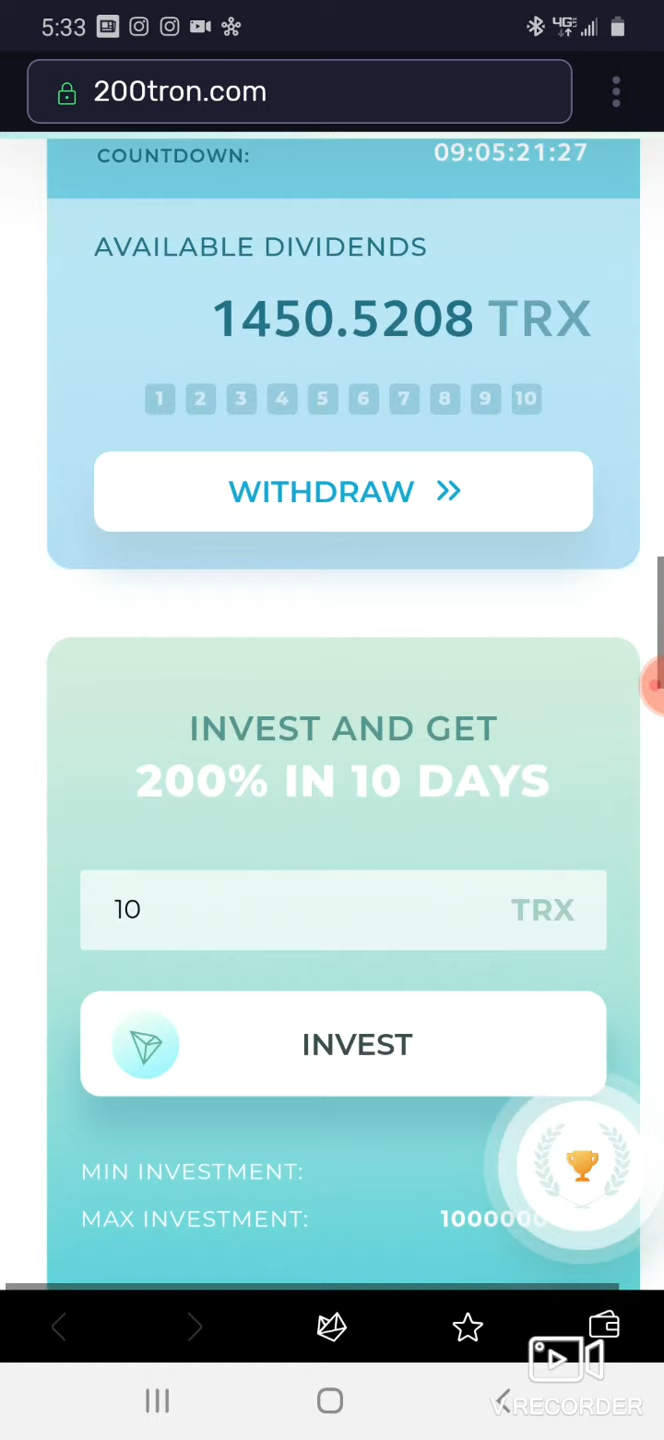 5:33
4GE
200tron.com
COUNTDOWN: 09:05:21:27
AVAILABLE DIVIDENDS
1450.5208 TRX
1 2 3 4 5 6 7 8 9 10
WITHDRAW
INVEST AND GET
200% IN 10 DAYS
10 TRX
INVEST
MIN INVESTMENT:
MAX INVESTMENT:
V RECORDER